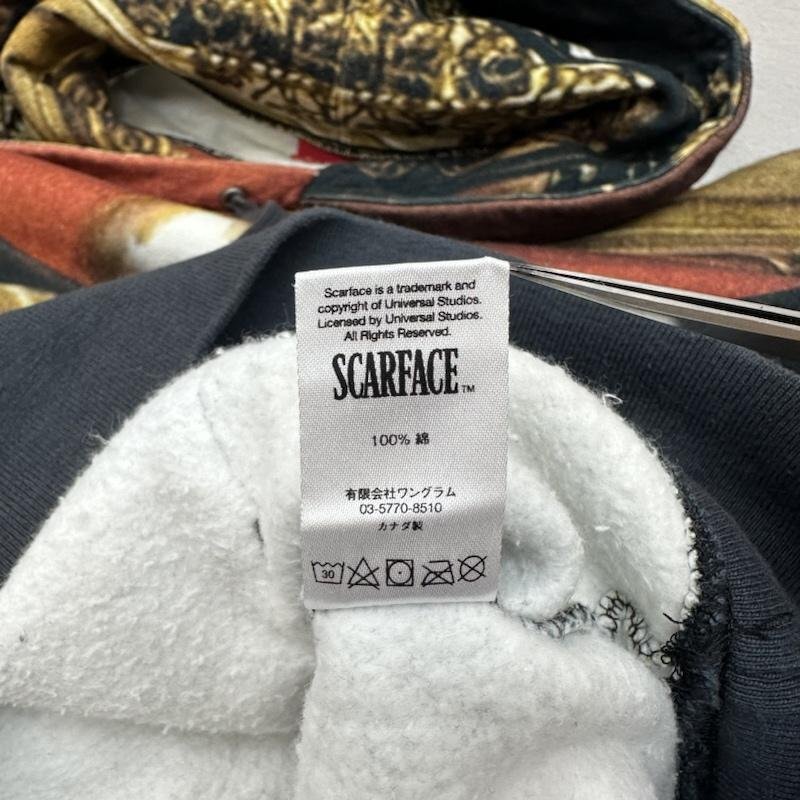 Scarface is a trademark and
copyright of Universal Studios.
Licensed by Universal Studios.
All Rights Reserved.
SCARFACE™
100% 綿
有限会社ワングラム
03-5770-8510
カナダ製
30